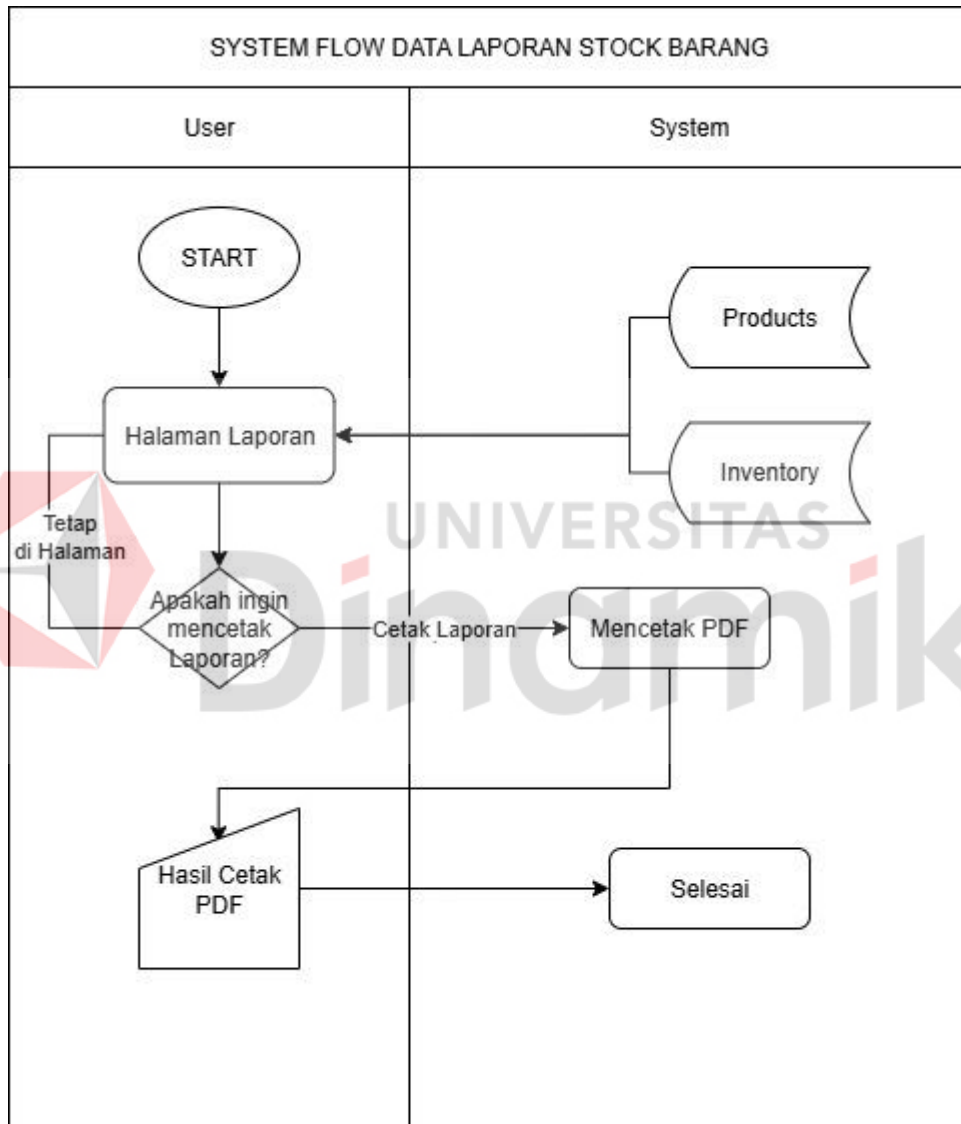 SYSTEM FLOW DATA LAPORAN STOCK BARANG
User
System
START
Products
Halaman Laporan
Inventory
UNIVERSITAS
Dinamika
Tetap
di Halaman
Apakah ingin
mencetak
Laporan?
Cetak Laporan
Mencetak PDF
Hasil Cetak
PDF
Selesai